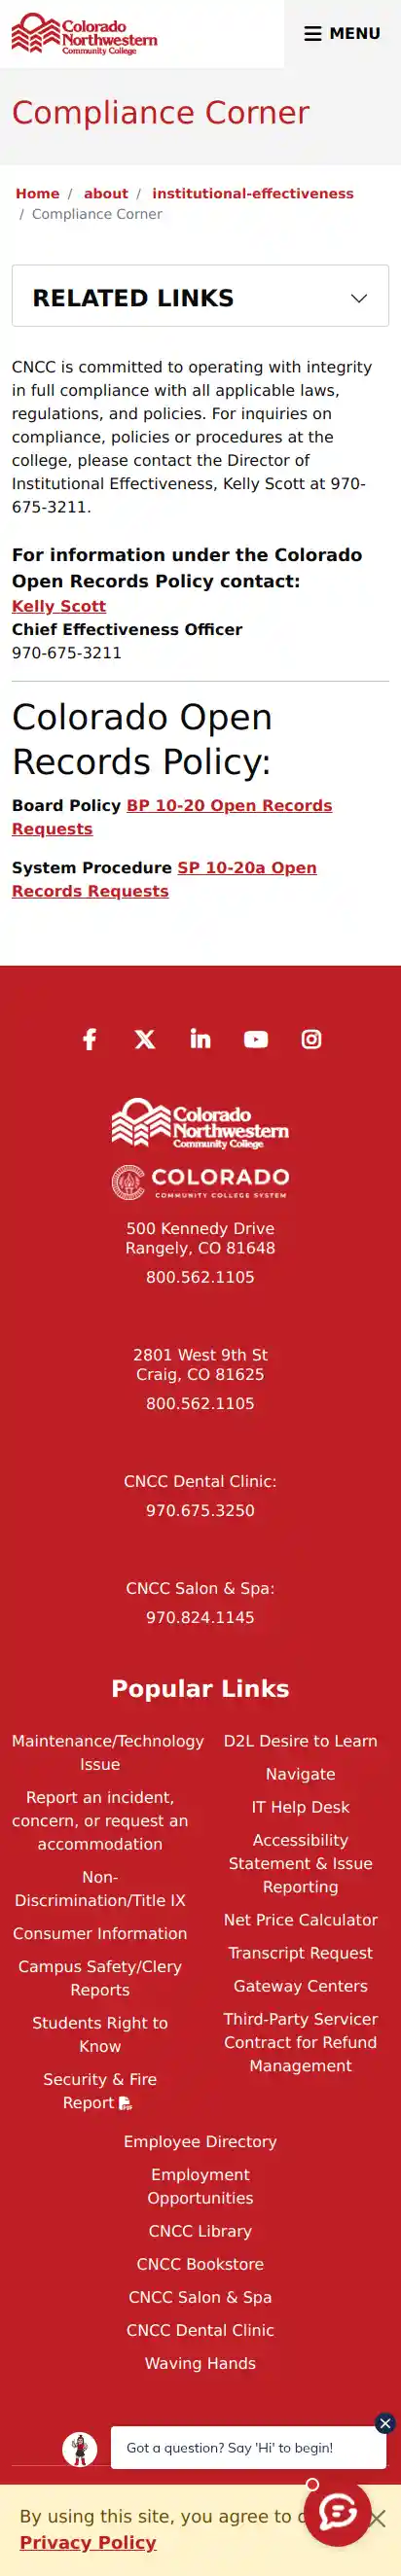 Colorado
Northwestern
Community College
MENU
Compliance Corner
Home / about / institutional-effectiveness
/ Compliance Corner
RELATED LINKS
CNCC is committed to operating with integrity
in full compliance with all applicable laws,
regulations, and policies. For inquiries on
compliance, policies or procedures at the
college, please contact the Director of
Institutional Effectiveness, Kelly Scott at 970-
675-3211.
For information under the Colorado
Open Records Policy contact:
Kelly Scott
Chief Effectiveness Officer
970-675-3211
Colorado Open
Records Policy:
Board Policy BP 10-20 Open Records
Requests
System Procedure SP 10-20a Open
Records Requests
Colorado
Northwestern
Community College
COLORADO
COMMUNITY COLLEGE SYSTEM
500 Kennedy Drive
Rangely, CO 81648
800.562.1105
2801 West 9th St
Craig, CO 81625
800.562.1105
CNCC Dental Clinic:
970.675.3250
CNCC Salon & Spa:
970.824.1145
Popular Links
Maintenance/Technology
Issue
Report an incident,
concern, or request an
accommodation
Non-
Discrimination/Title IX
Consumer Information
Campus Safety/Clery
Reports
Students Right to
Know
Security & Fire
Report
D2L Desire to Learn
Navigate
IT Help Desk
Accessibility
Statement & Issue
Reporting
Net Price Calculator
Transcript Request
Gateway Centers
Third-Party Servicer
Contract for Refund
Management
Employee Directory
Employment
Opportunities
CNCC Library
CNCC Bookstore
CNCC Salon & Spa
CNCC Dental Clinic
Waving Hands
Got a question? Say 'Hi' to begin!
By using this site, you agree to
Privacy Policy